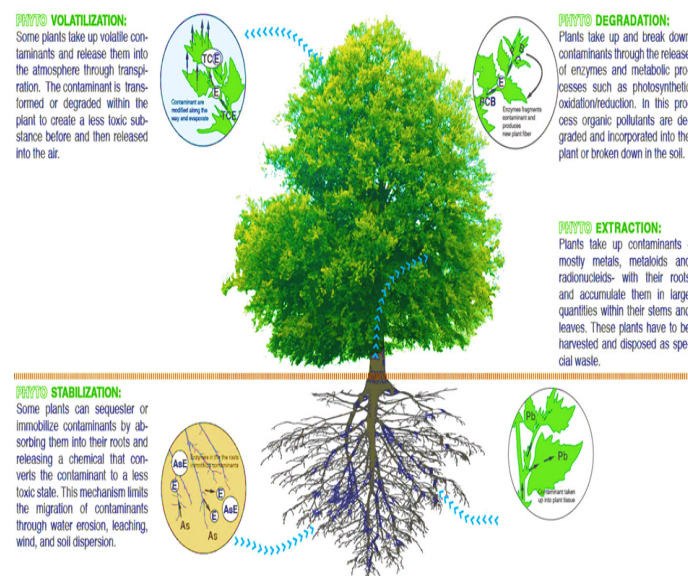 PHYTO VOLATILIZATION:
Some plants take up volatile con-
taminants and release them into
the atmosphere through transpi-
ration. The contaminant is trans-
formed or degraded within the
plant to create a less toxic sub-
stance before and then released
into the air.
TCE
E
TCE
Contaminant are
modified along the
way and evaporate
PHYTO DEGRADATION:
Plants take up and break down
contaminants through the release
of enzymes and metabolic pro-
cesses such as photosynthetic
oxidation/reduction. In this pro-
cess organic pollutants are de-
graded and incorporated into the
plant or broken down in the soil.
E
PCB
Enzymes fragments
contaminant and
produces
new plant fiber
PHYTO EXTRACTION:
Plants take up contaminants -
mostly metals, metaloids and
radionucleids- with their roots
and accumulate them in large
quantities within their stems and
leaves. These plants have to be
harvested and disposed as spe-
cial waste.
PHYTO STABILIZATION:
Some plants can sequester or
immobilize contaminants by ab-
sorbing them into their roots and
releasing a chemical that con-
verts the contaminant to a less
toxic state. This mechanism limits
the migration of contaminants
through water erosion, leaching,
wind, and soil dispersion.
Enzymes in the the roots
contaminants
AsE
E
E
E
AsE
As
As
Pb
Pb
Contaminant taken
up into plant tissue